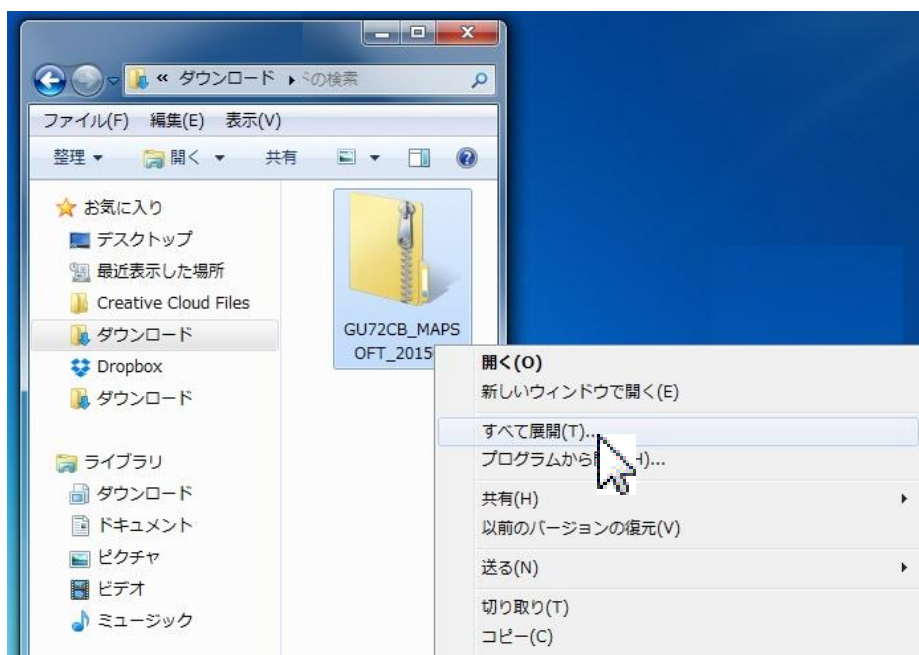 « ダウンロード ▸ の検索
ファイル(F) 編集(E) 表示(V)
整理 ▼ 開く ▼ 共有
お気に入り
デスクトップ
最近表示した場所
Creative Cloud Files
ダウンロード
Dropbox
ダウンロード
ライブラリ
ダウンロード
ドキュメント
ピクチャ
ビデオ
ミュージック
GU72CB_MAPS
OFT_2015
開く(O)
新しいウィンドウで開く(E)
すべて展開(T)...
プログラムから H)...
共有(H)
以前のバージョンの復元(V)
送る(N)
切り取り(T)
コピー(C)